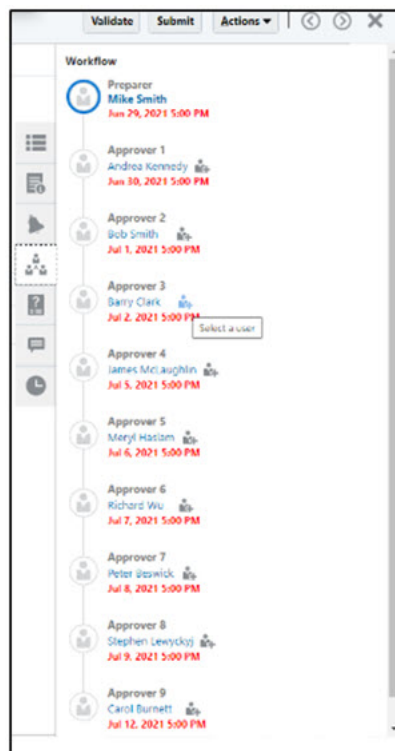 Validate Submit Actions
Workflow
Preparer
Mike Smith
Jun 29, 2021 5:00 PM
Approver 1
Andrea Kennedy
Jun 30, 2021 5:00 PM
Approver 2
Bob Smith
Jul 1, 2021 5:00 PM
Approver 3
Barry Clark
Jul 2, 2021 5:00 PM
Select a user
Approver 4
James McLaughlin
Jul 5, 2021 5:00 PM
Approver 5
Meryl Haslam
Jul 6, 2021 5:00 PM
Approver 6
Richard Wu
Jul 7, 2021 5:00 PM
Approver 7
Peter Beswick
Jul 8, 2021 5:00 PM
Approver 8
Stephen Lewyckyj
Jul 9, 2021 5:00 PM
Approver 9
Carol Burnett
Jul 12, 2021 5:00 PM